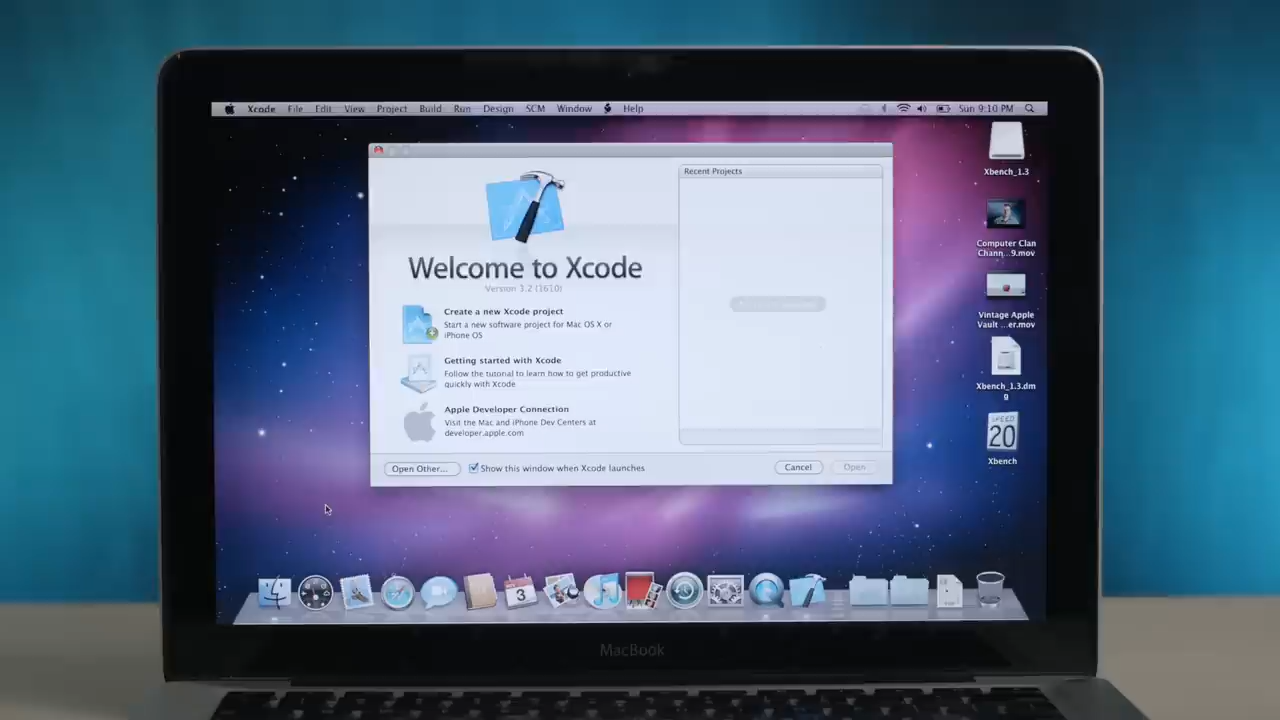 Xcode File Edit View Project Build Run Design SCM Window Help Sun 9:10 PM
Recent Projects
Welcome to Xcode
Version 3.2 (1610)
Create a new Xcode project
Start a new software project for Mac OS X or
iPhone OS
Getting started with Xcode
Follow the tutorial to learn how to get productive
quickly with Xcode
Apple Developer Connection
Visit the Mac and iPhone Dev Centers at
developer.apple.com
Open Other...
Show this window when Xcode launches
Cancel
Open
Xbench_1.3
Computer Clan
Chann...9.mov
Vintage Apple
Vault ...er.mov
Xbench_1.3.dm
g
SPEED
20
Xbench
3
MacBook